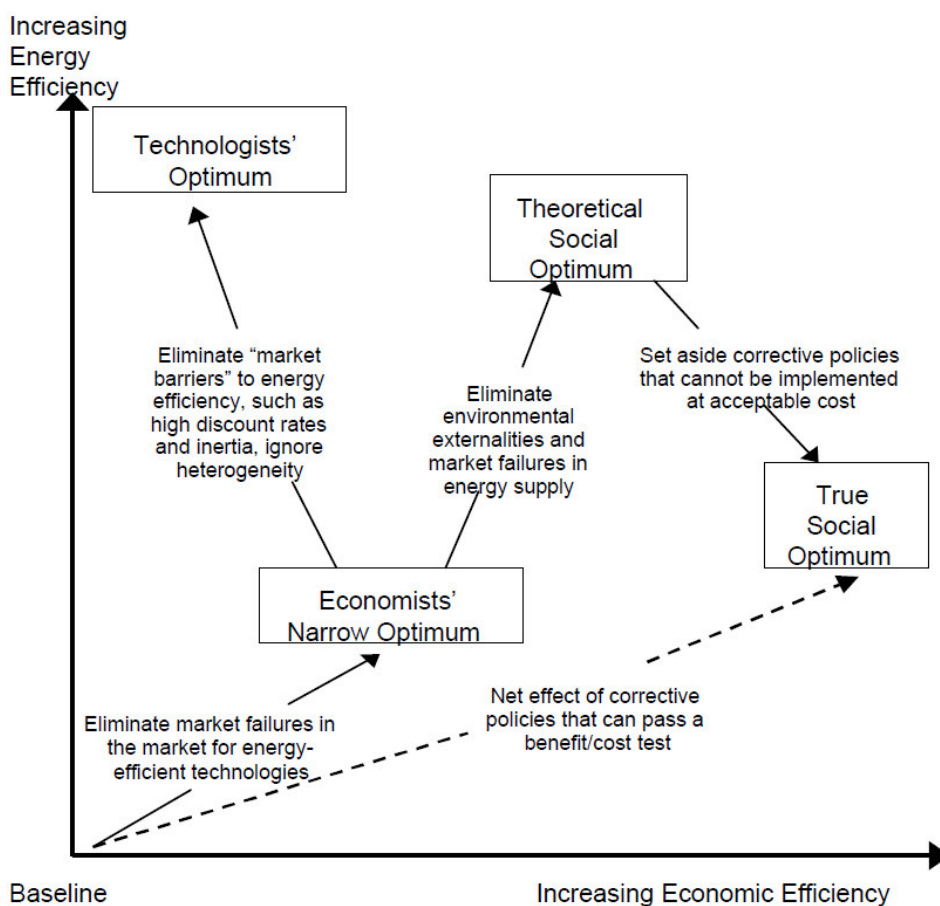 Increasing
Energy
Efficiency
Technologists’
Optimum
Theoretical
Social
Optimum
Eliminate “market
barriers” to energy
efficiency, such as
high discount rates
and inertia, ignore
heterogeneity
Eliminate
environmental
externalities and
market failures in
energy supply
Set aside corrective policies
that cannot be implemented
at acceptable cost
True
Social
Optimum
Economists’
Narrow Optimum
Eliminate market failures in
the market for energy-
efficient technologies
Net effect of corrective
policies that can pass a
benefit/cost test
Baseline
Increasing Economic Efficiency